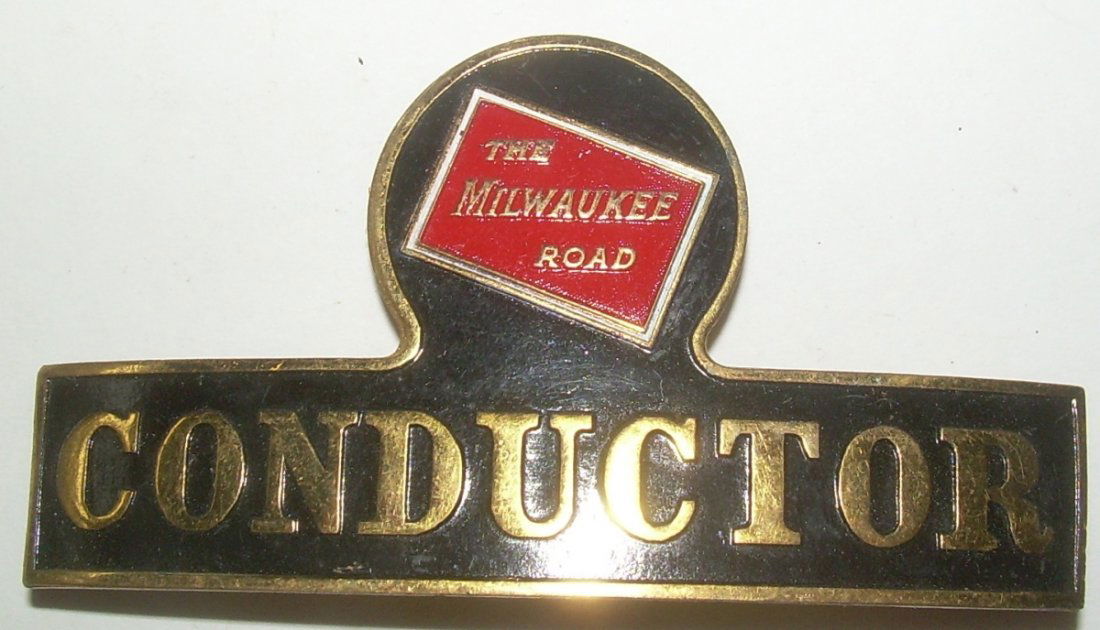 THE
MILWAUKEE
ROAD
CONDUCTOR